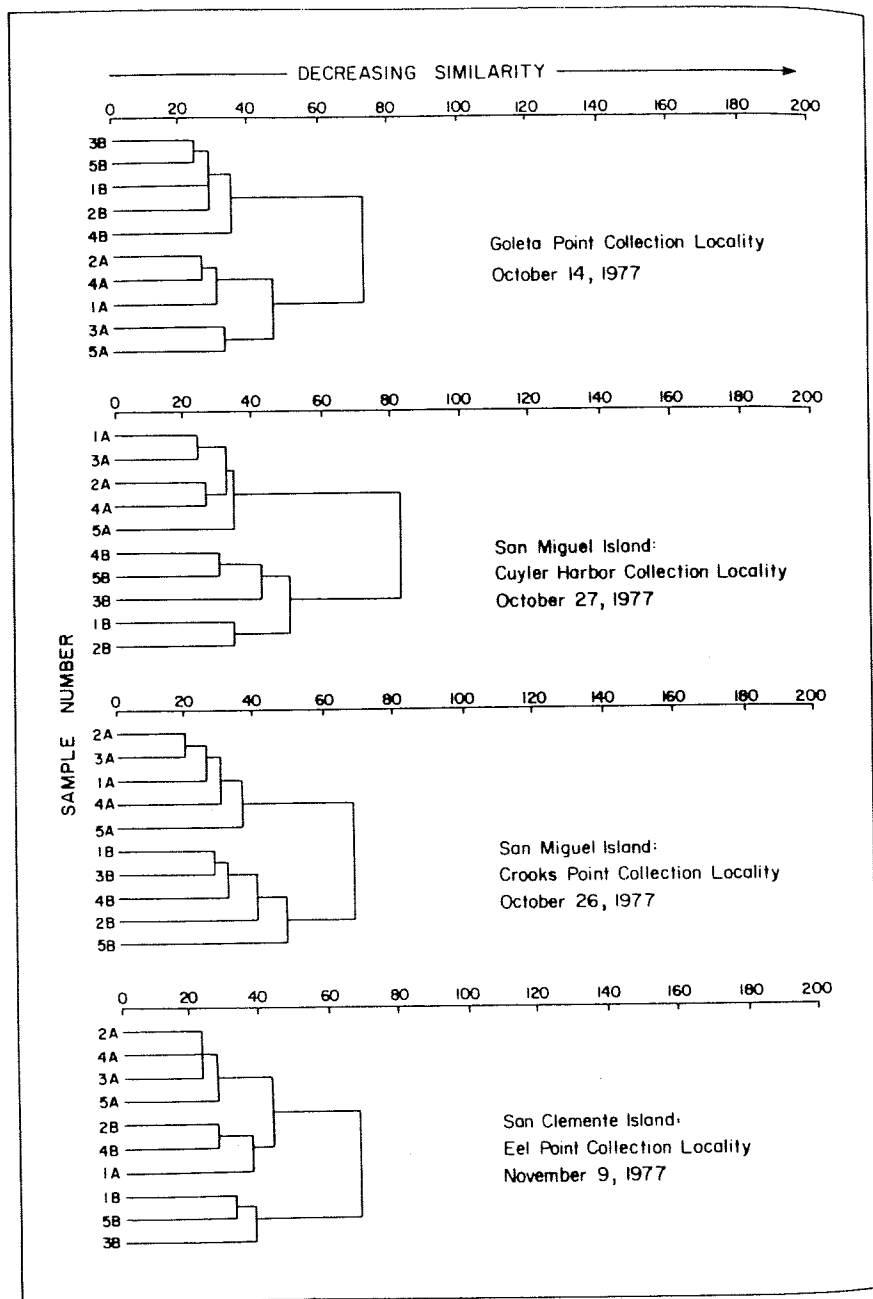 DECREASING SIMILARITY
0 20 40 60 80 100 120 140 160 180 200
3B
5B
1B
2B
4B
2A
4A
1A
3A
5A
Goleta Point Collection Locality
October 14, 1977
0 20 40 60 80 100 120 140 160 180 200
1A
3A
2A
4A
5A
4B
5B
3B
1B
2B
San Miguel Island:
Cuyler Harbor Collection Locality
October 27, 1977
SAMPLE NUMBER
0 20 40 60 80 100 120 140 160 180 200
2A
3A
1A
4A
5A
1B
3B
4B
2B
5B
San Miguel Island:
Crooks Point Collection Locality
October 26, 1977
0 20 40 60 80 100 120 140 160 180 200
2A
4A
3A
5A
2B
4B
1A
1B
5B
3B
San Clemente Island:
Eel Point Collection Locality
November 9, 1977